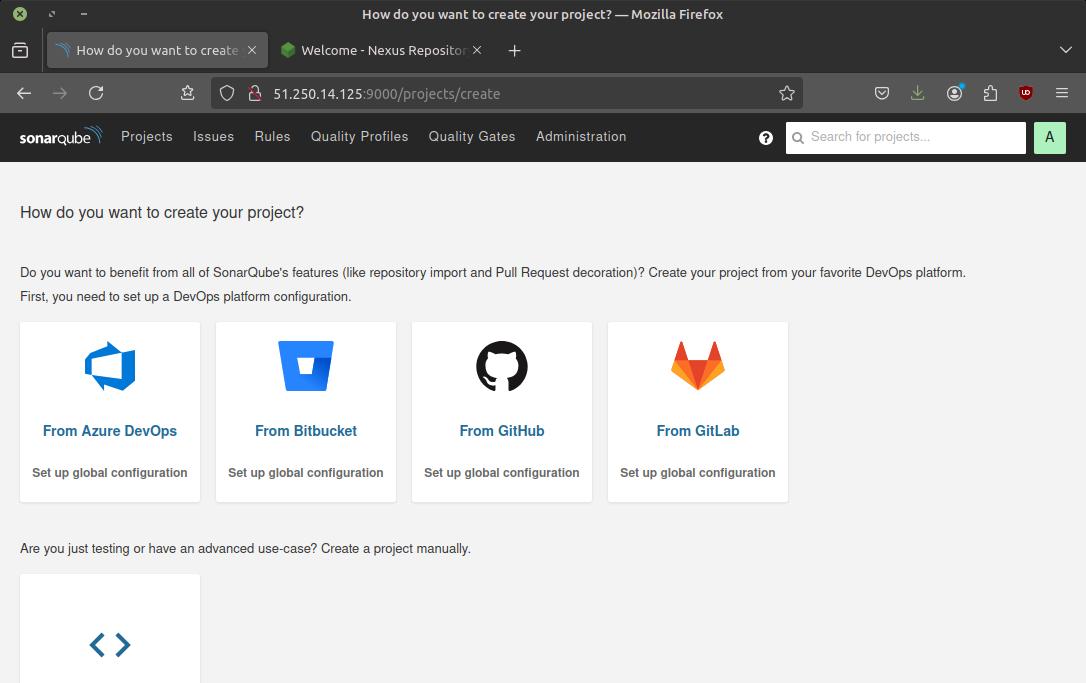 How do you want to create your project? — Mozilla Firefox
How do you want to create
Welcome - Nexus Repositor
51.250.14.125:9000/projects/create
sonarqube Projects Issues Rules Quality Profiles Quality Gates Administration ? Search for projects... A
How do you want to create your project?
Do you want to benefit from all of SonarQube's features (like repository import and Pull Request decoration)? Create your project from your favorite DevOps platform.
First, you need to set up a DevOps platform configuration.
From Azure DevOps
From Bitbucket
From GitHub
From GitLab
Set up global configuration
Set up global configuration
Set up global configuration
Set up global configuration
Are you just testing or have an advanced use-case? Create a project manually.